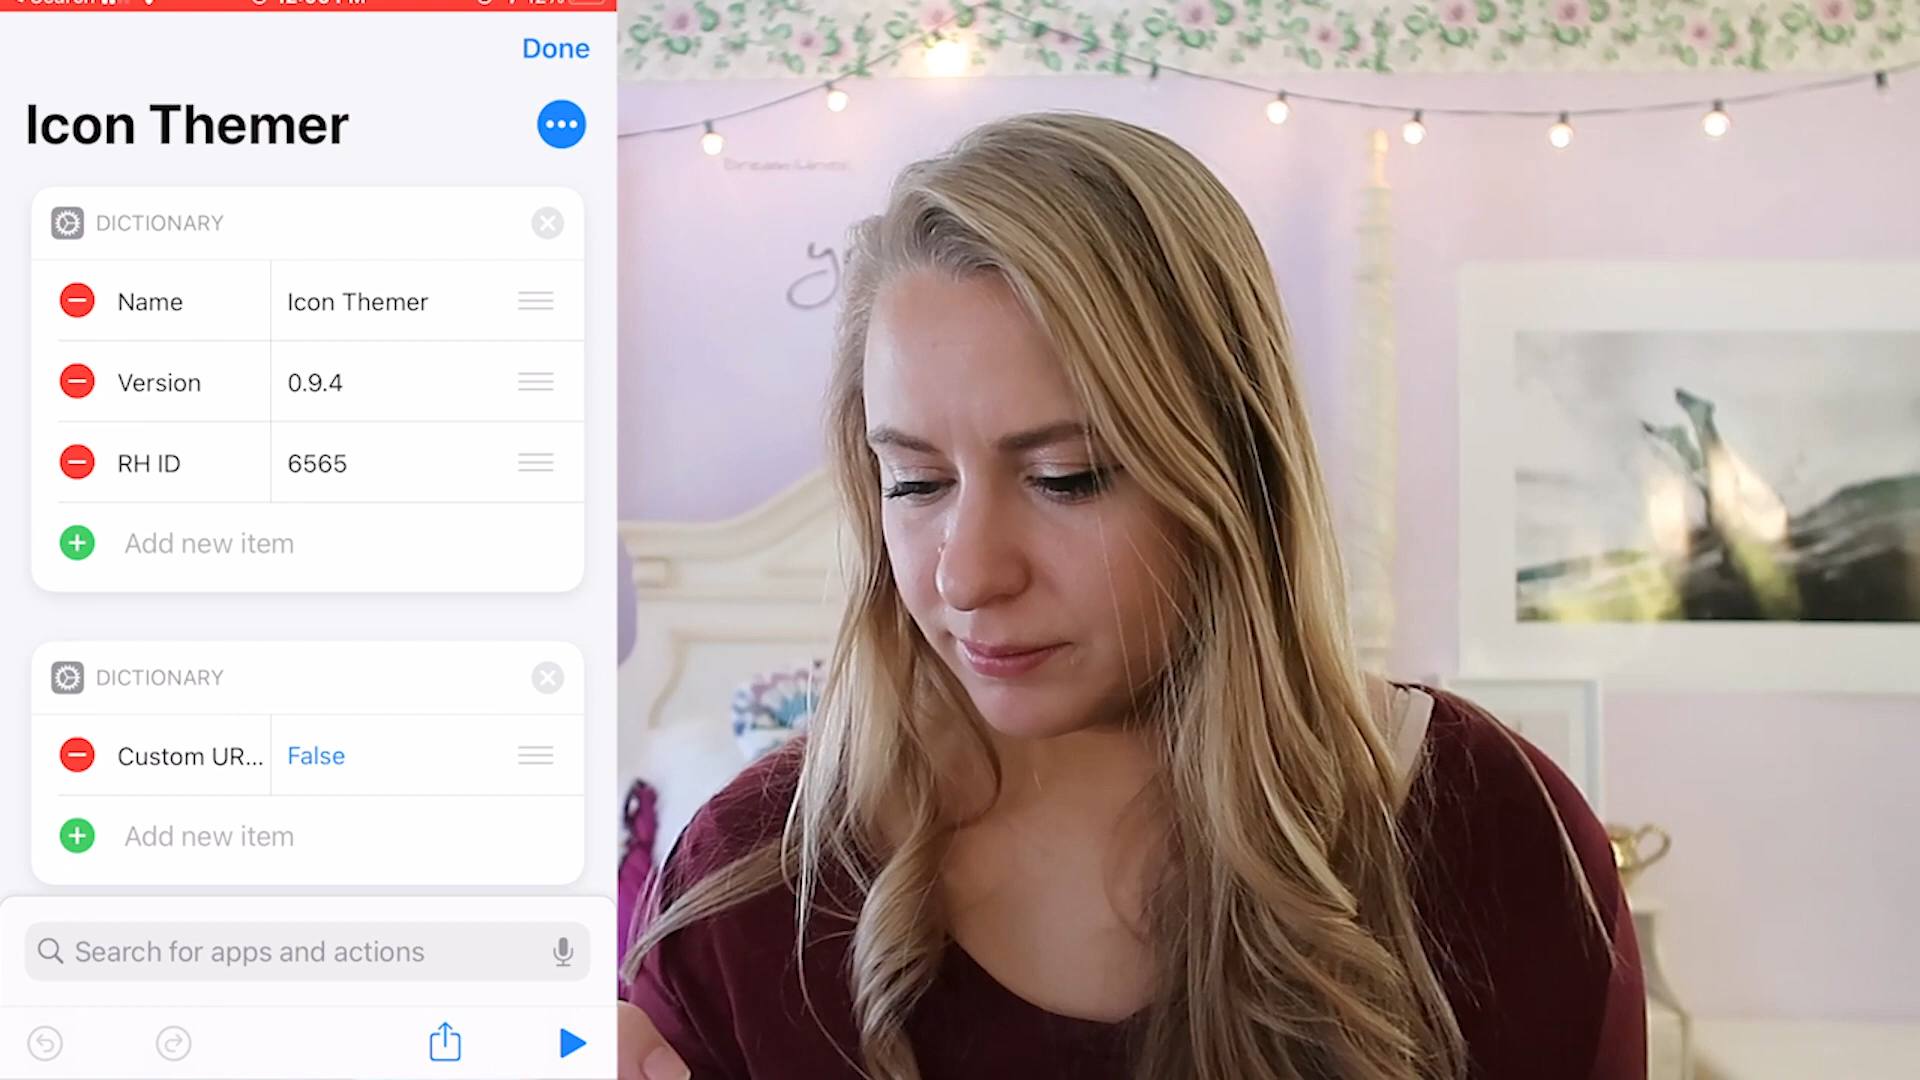 Done
Icon Themer
DICTIONARY
Name Icon Themer
Version 0.9.4
RH ID 6565
Add new item
DICTIONARY
Custom UR... False
Add new item
Search for apps and actions